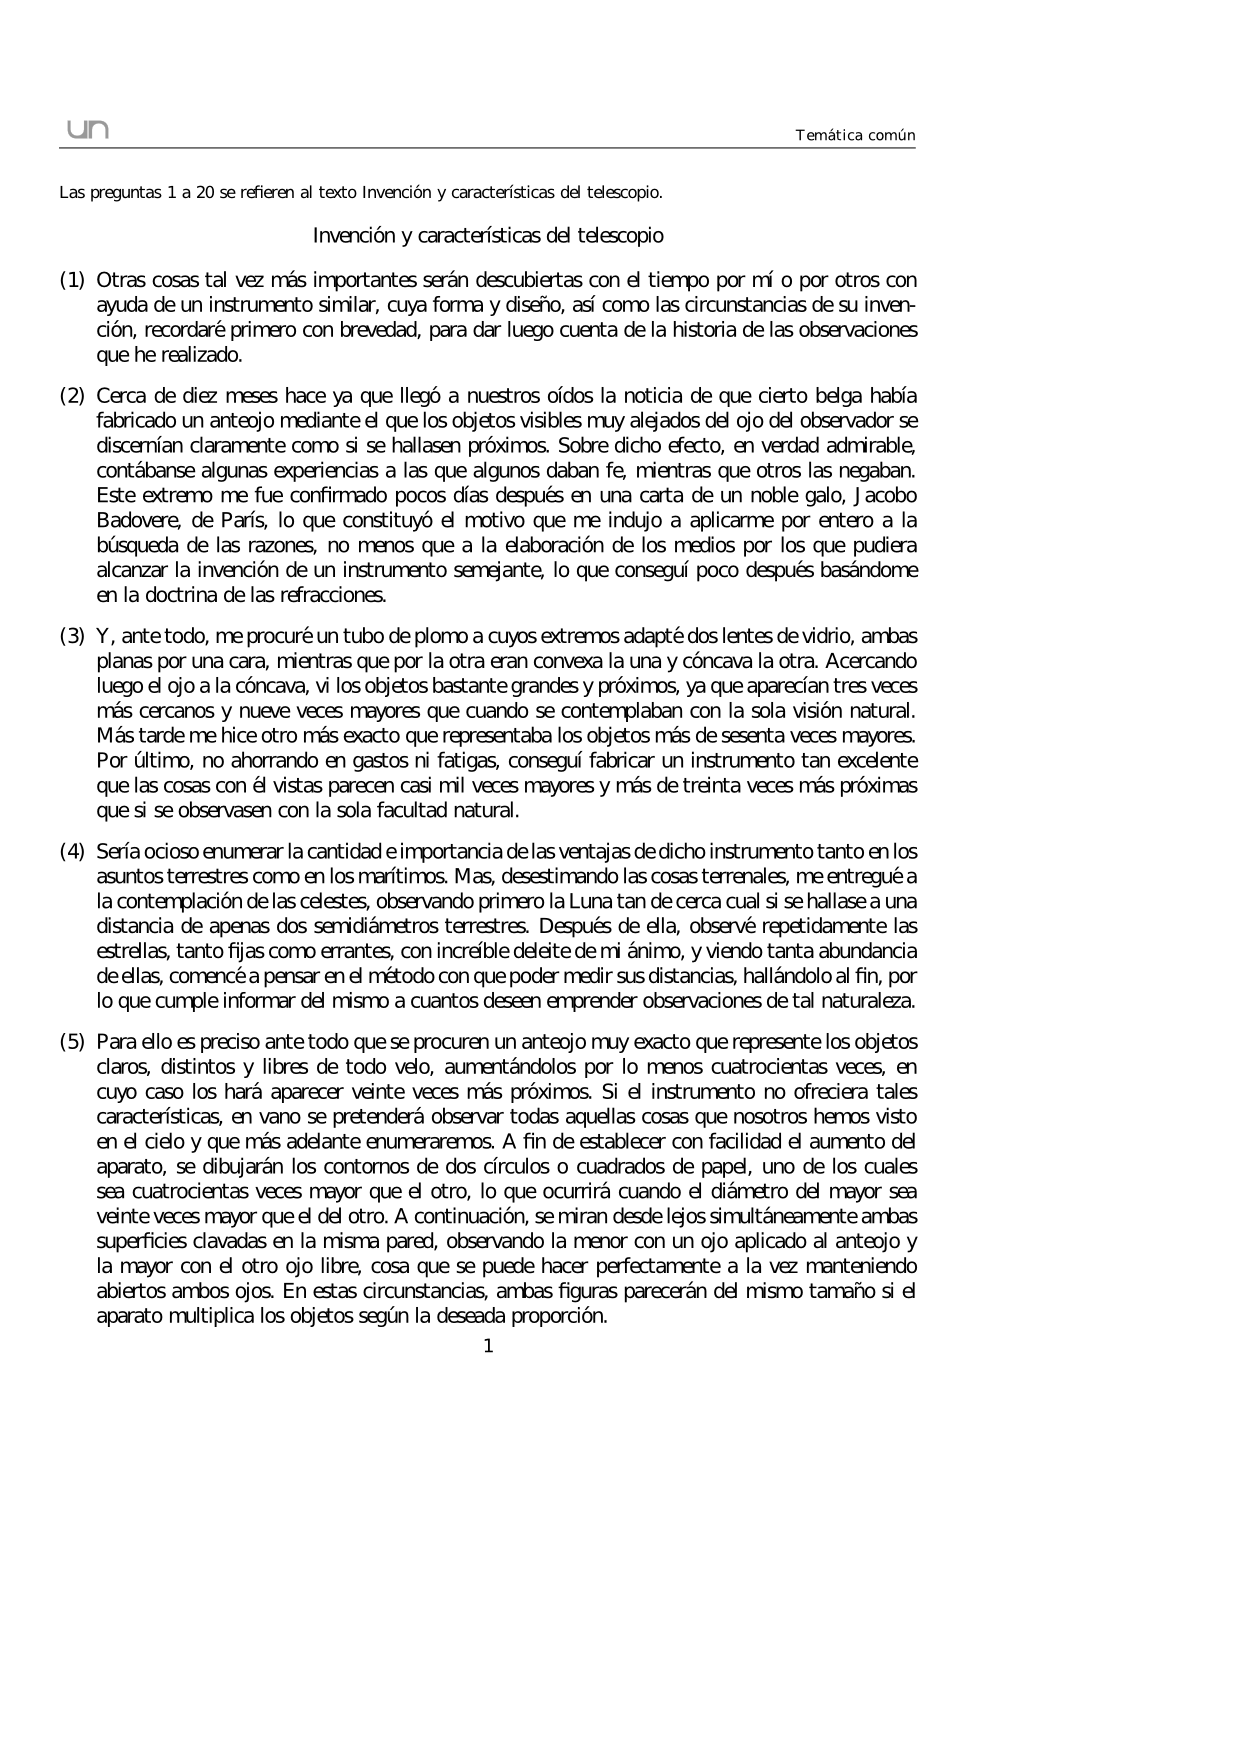 un
Temática común
Las preguntas 1 a 20 se refieren al texto Invención y características del telescopio.
Invención y características del telescopio
(1) Otras cosas tal vez más importantes serán descubiertas con el tiempo por mí o por otros con
ayuda de un instrumento similar, cuya forma y diseño, así como las circunstancias de su inven-
ción, recordaré primero con brevedad, para dar luego cuenta de la historia de las observaciones
que he realizado.
(2) Cerca de diez meses hace ya que llegó a nuestros oídos la noticia de que cierto belga había
fabricado un anteojo mediante el que los objetos visibles muy alejados del ojo del observador se
discernían claramente como si se hallasen próximos. Sobre dicho efecto, en verdad admirable,
contábanse algunas experiencias a las que algunos daban fe, mientras que otros las negaban.
Este extremo me fue confirmado pocos días después en una carta de un noble galo, Jacobo
Badovere, de París, lo que constituyó el motivo que me indujo a aplicarme por entero a la
búsqueda de las razones, no menos que a la elaboración de los medios por los que pudiera
alcanzar la invención de un instrumento semejante, lo que conseguí poco después basándome
en la doctrina de las refracciones.
(3) Y, ante todo, me procuré un tubo de plomo a cuyos extremos adapté dos lentes de vidrio, ambas
planas por una cara, mientras que por la otra eran convexa la una y cóncava la otra. Acercando
luego el ojo a la cóncava, vi los objetos bastante grandes y próximos, ya que aparecían tres veces
más cercanos y nueve veces mayores que cuando se contemplaban con la sola visión natural.
Más tarde me hice otro más exacto que representaba los objetos más de sesenta veces mayores.
Por último, no ahorrando en gastos ni fatigas, conseguí fabricar un instrumento tan excelente
que las cosas con él vistas parecen casi mil veces mayores y más de treinta veces más próximas
que si se observasen con la sola facultad natural.
(4) Sería ocioso enumerar la cantidad e importancia de las ventajas de dicho instrumento tanto en los
asuntos terrestres como en los marítimos. Mas, desestimando las cosas terrenales, me entregué a
la contemplación de las celestes, observando primero la Luna tan de cerca cual si se hallase a una
distancia de apenas dos semidiámetros terrestres. Después de ella, observé repetidamente las
estrellas, tanto fijas como errantes, con increíble deleite de mi ánimo, y viendo tanta abundancia
de ellas, comencé a pensar en el método con que poder medir sus distancias, hallándolo al fin, por
lo que cumple informar del mismo a cuantos deseen emprender observaciones de tal naturaleza.
(5) Para ello es preciso ante todo que se procuren un anteojo muy exacto que represente los objetos
claros, distintos y libres de todo velo, aumentándolos por lo menos cuatrocientas veces, en
cuyo caso los hará aparecer veinte veces más próximos. Si el instrumento no ofreciera tales
características, en vano se pretenderá observar todas aquellas cosas que nosotros hemos visto
en el cielo y que más adelante enumeraremos. A fin de establecer con facilidad el aumento del
aparato, se dibujarán los contornos de dos círculos o cuadrados de papel, uno de los cuales
sea cuatrocientas veces mayor que el otro, lo que ocurrirá cuando el diámetro del mayor sea
veinte veces mayor que el del otro. A continuación, se miran desde lejos simultáneamente ambas
superficies clavadas en la misma pared, observando la menor con un ojo aplicado al anteojo y
la mayor con el otro ojo libre, cosa que se puede hacer perfectamente a la vez manteniendo
abiertos ambos ojos. En estas circunstancias, ambas figuras parecerán del mismo tamaño si el
aparato multiplica los objetos según la deseada proporción.
1